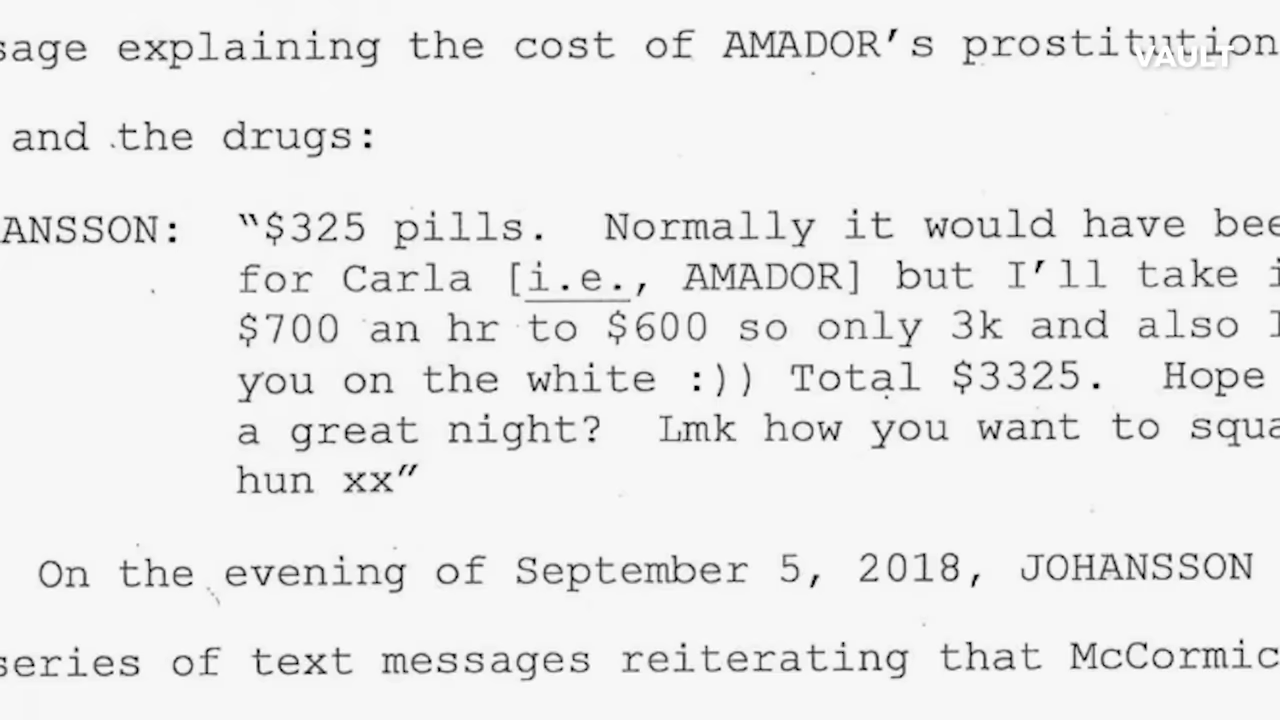 sage explaining the cost of AMADOR's prostitution
VAULT
and the drugs:
ANSSON: "$325 pills. Normally it would have bee
for Carla [i.e., AMADOR] but I'll take i
$700 an hr to $600 so only 3k and also I
you on the white :)) Total $3325. Hope
a great night? Lmk how you want to squa
hun xx"
On the evening of September 5, 2018, JOHANSSON
series of text messages reiterating that McCormic